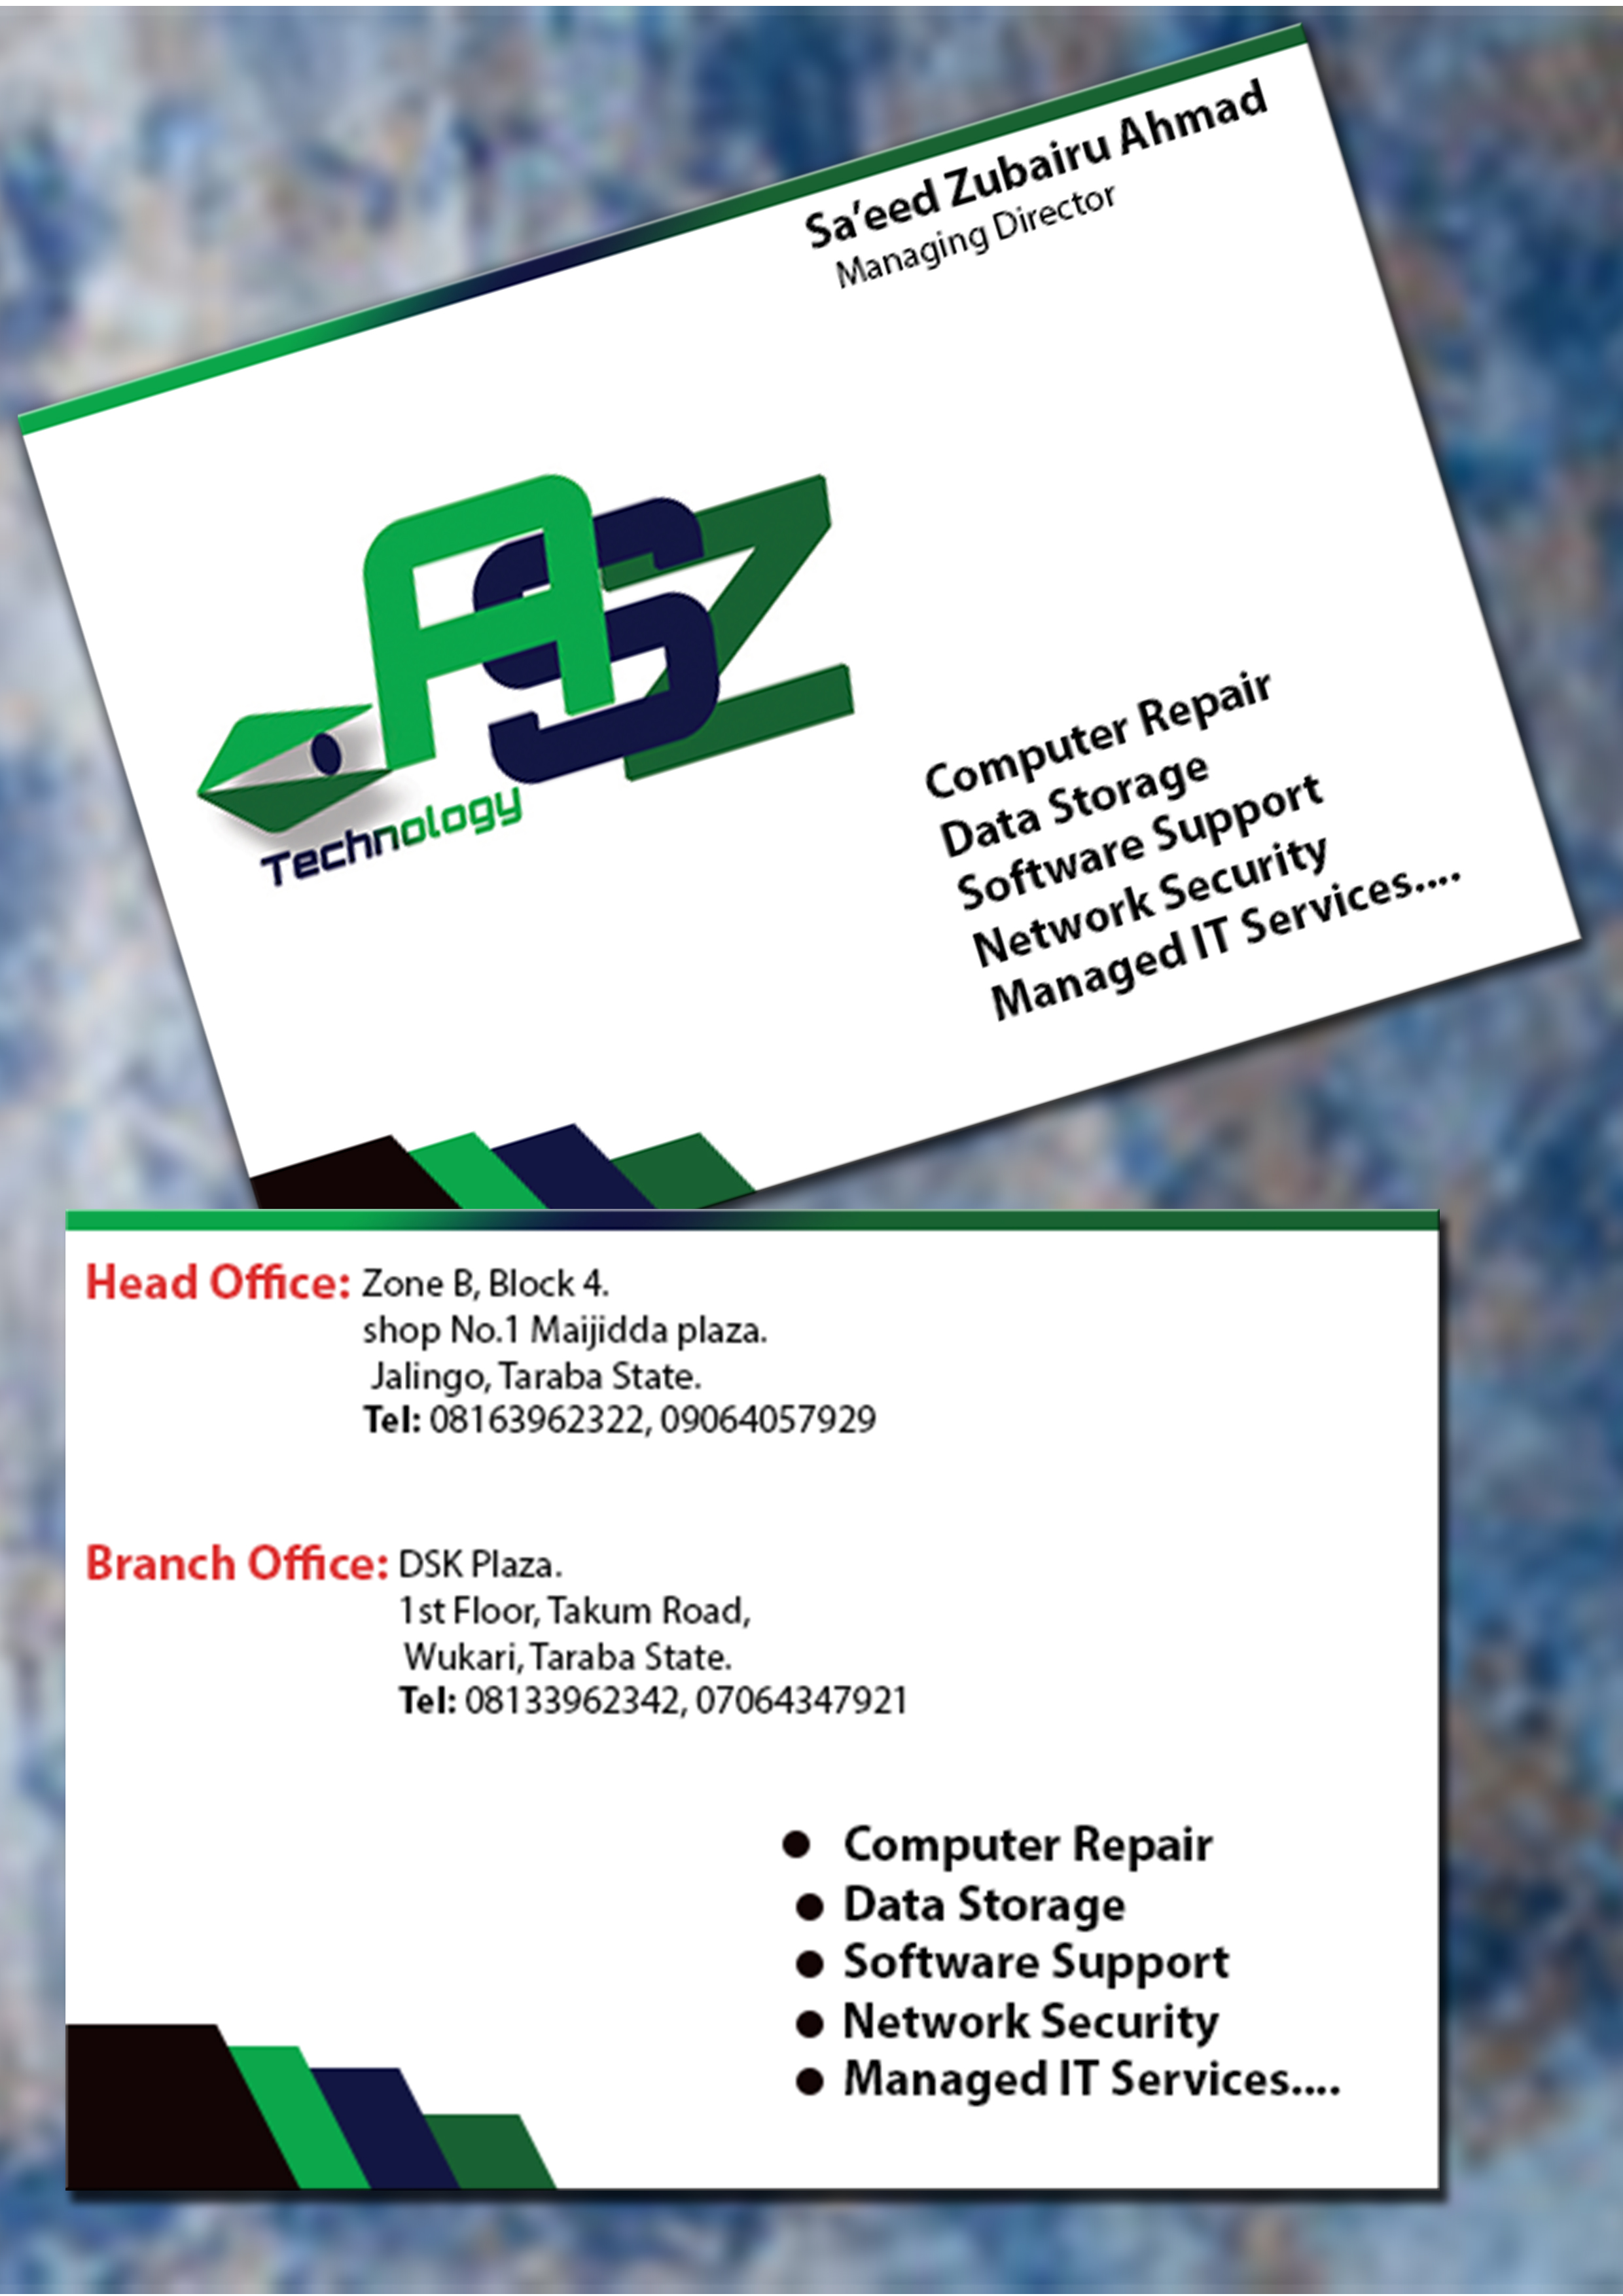 Sa'eed Zubairu Ahmad
Managing Director
ASZ
Technology
Computer Repair
Data Storage
Software Support
Network Security
Managed IT Services....
Head Office: Zone B, Block 4.
shop No.1 Maijidda plaza.
Jalingo, Taraba State.
Tel: 08163962322, 09064057929
Branch Office: DSK Plaza.
1st Floor, Takum Road,
Wukari, Taraba State.
Tel: 08133962342, 07064347921
● Computer Repair
● Data Storage
● Software Support
● Network Security
● Managed IT Services....